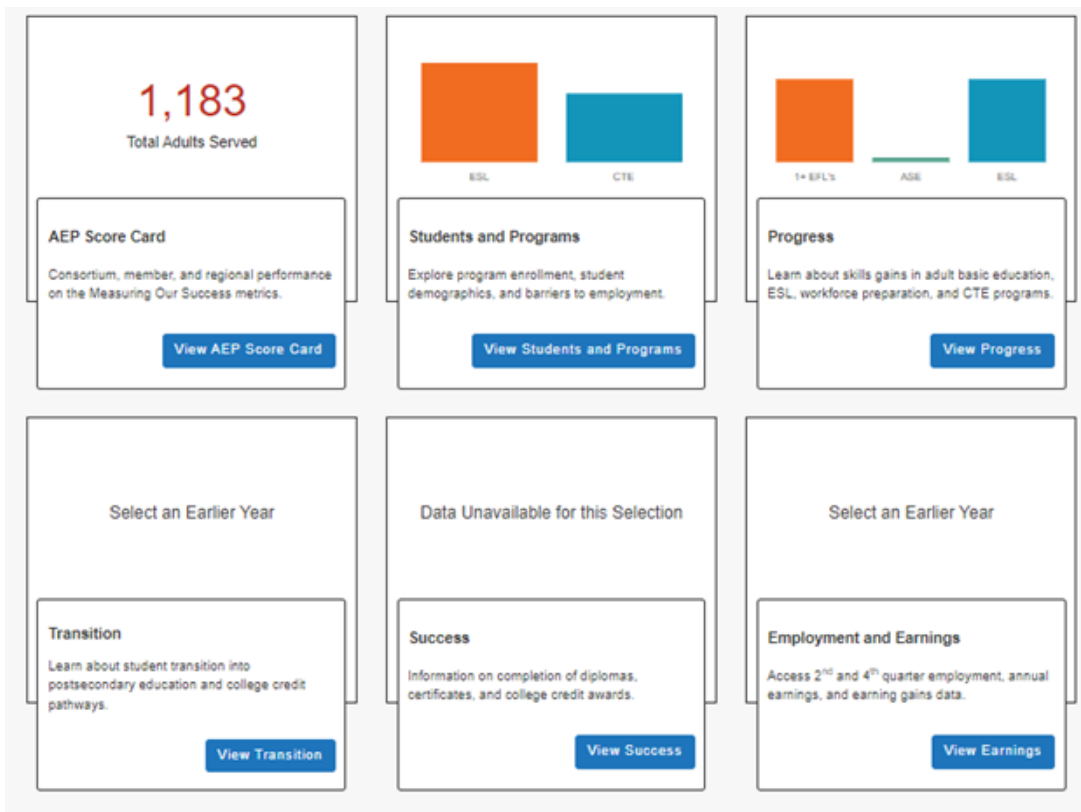 1,183
Total Adults Served
AEP Score Card
Consortium, member, and regional performance
on the Measuring Our Success metrics.
View AEP Score Card
ESL CTE
Students and Programs
Explore program enrollment, student
demographics, and barriers to employment.
View Students and Programs
1+ EFL's ASE ESL
Progress
Learn about skills gains in adult basic education,
ESL, workforce preparation, and CTE programs.
View Progress
Select an Earlier Year
Transition
Learn about student transition into
postsecondary education and college credit
pathways.
View Transition
Data Unavailable for this Selection
Success
Information on completion of diplomas,
certificates, and college credit awards.
View Success
Select an Earlier Year
Employment and Earnings
Access 2nd and 4th quarter employment, annual
earnings, and earning gains data.
View Earnings